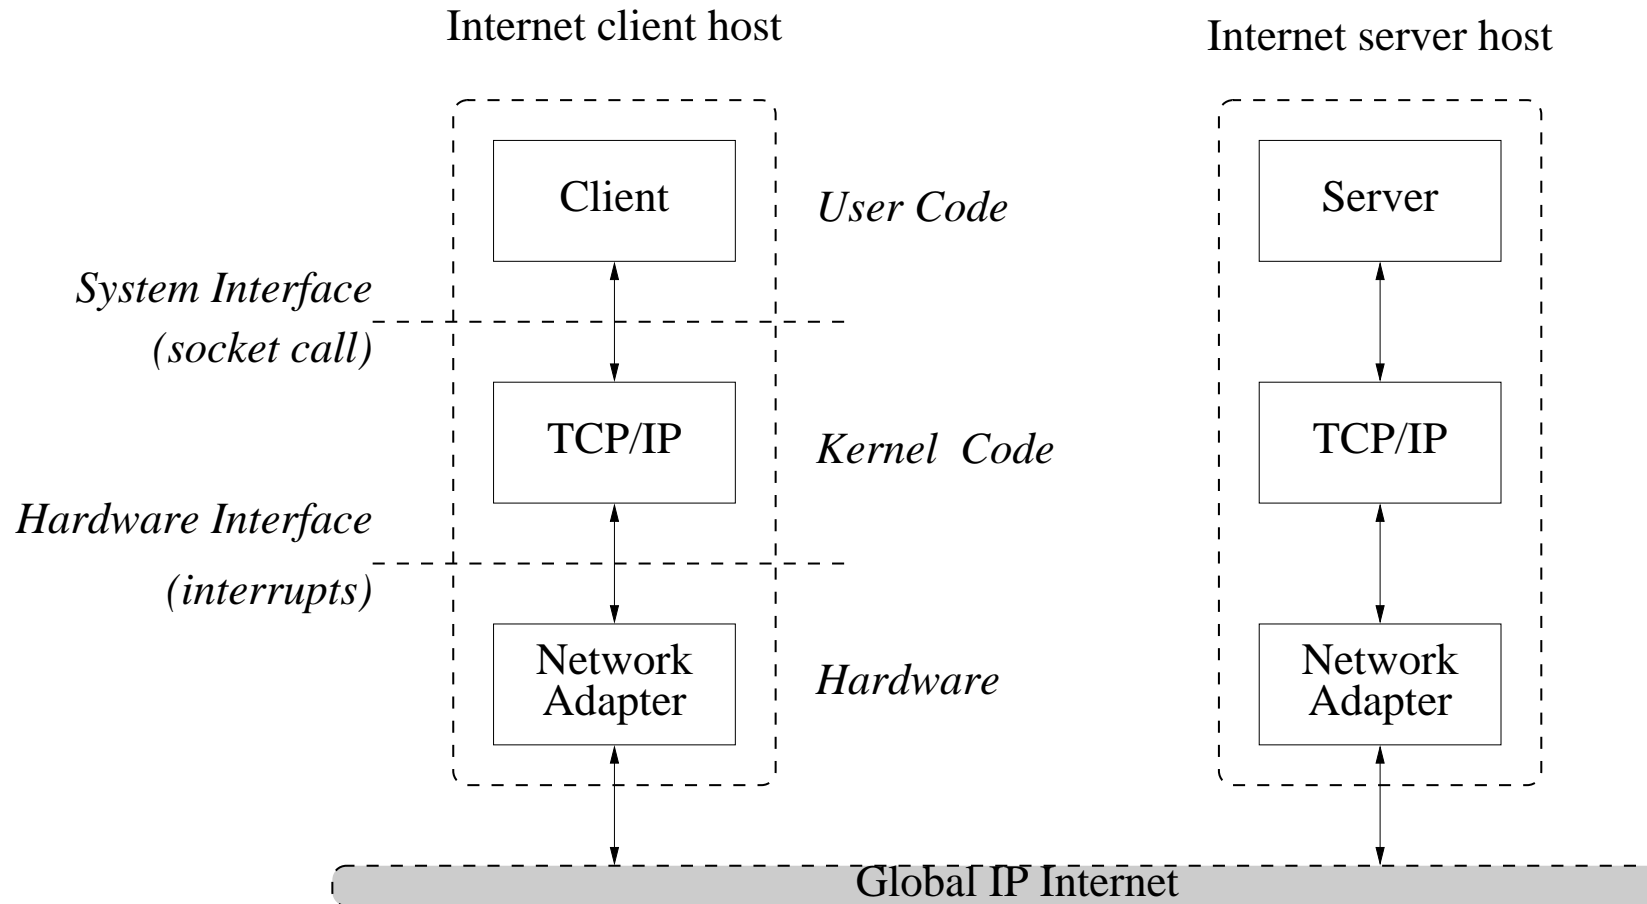 Internet client host
Internet server host
Client
User Code
Server
System Interface
(socket call)
TCP/IP
Kernel  Code
TCP/IP
Hardware Interface
(interrupts)
Network
Adapter
Hardware
Network
Adapter
Global IP Internet